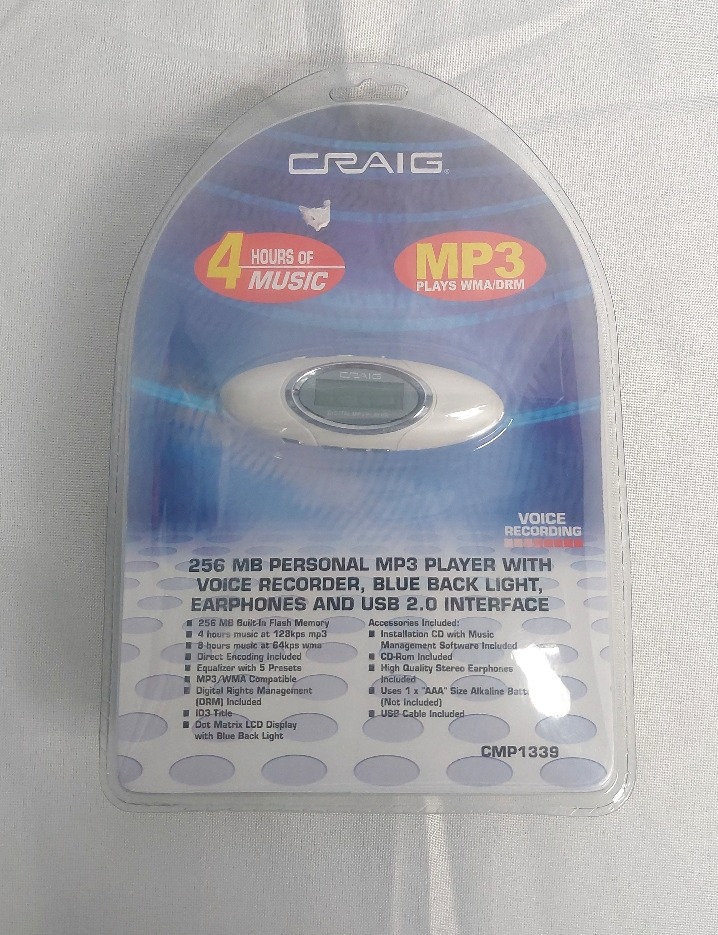 CRAIG
4 HOURS OF
MUSIC
MP3
PLAYS WMA/DRM
CRAIG
VOICE
RECORDING
256 MB PERSONAL MP3 PLAYER WITH
VOICE RECORDER, BLUE BACK LIGHT,
EARPHONES AND USB 2.0 INTERFACE
256 MB Built-In Flash Memory
4 hours music at 128kps mp3
8 hours music at 64kps wma
Direct Encoding Included
Equalizer with 5 Presets
MP3/WMA Compatible
Digital Rights Management
(DRM) Included
ID3 Title
Dot Matrix LCD Display
with Blue Back Light
Accessories Included:
Installation CD with Music
Management Software Included
CD-Rom Included
High Quality Stereo Earphones
Included
Uses 1 x "AAA" Size Alkaline
(Not Included)
USB Cable Included
CMP1339